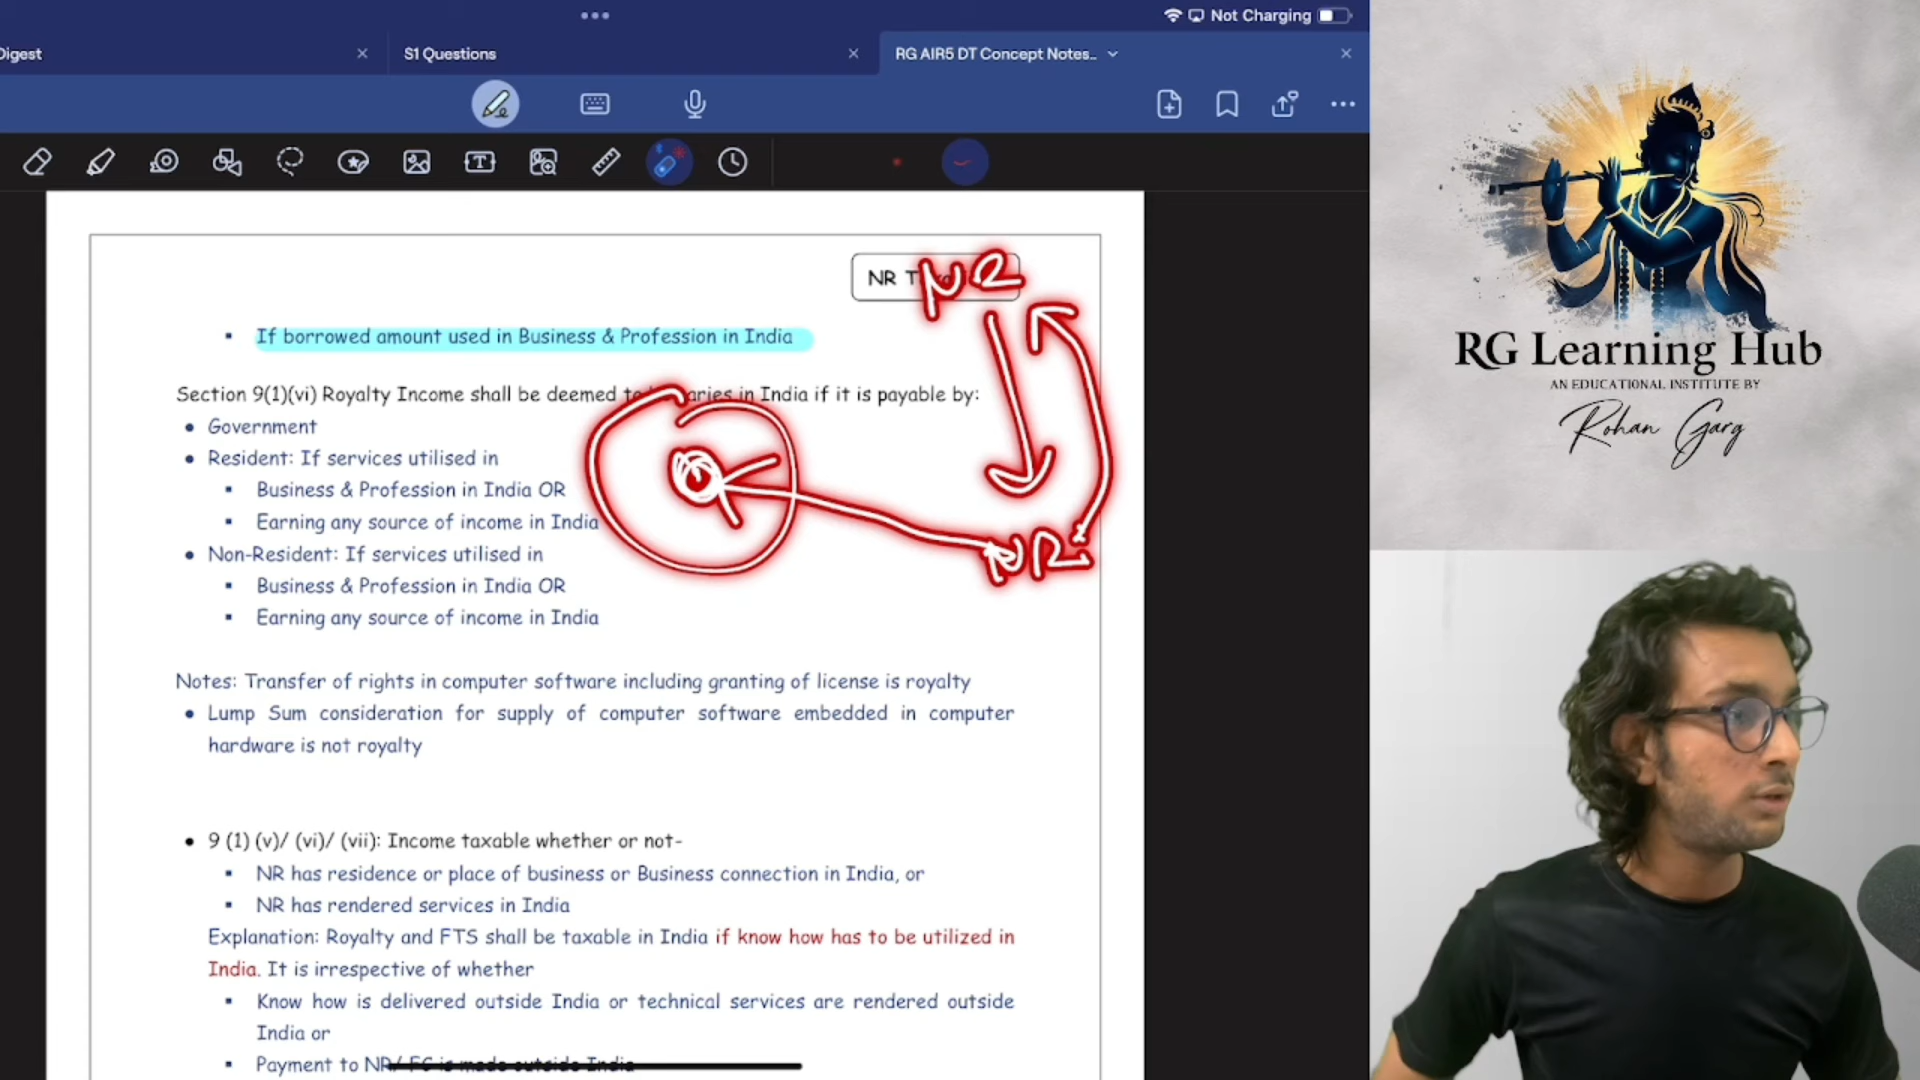 Not Charging
Digest
S1 Questions
RG AIR5 DT Concept Notes..
NR
NR
▪ If borrowed amount used in Business & Profession in India
Section 9(1)(vi) Royalty Income shall be deemed in India if it is payable by:
• Government
• Resident: If services utilised in
▪ Business & Profession in India OR
▪ Earning any source of income in India
• Non-Resident: If services utilised in
NR
▪ Business & Profession in India OR
▪ Earning any source of income in India
Notes: Transfer of rights in computer software including granting of license is royalty
• Lump Sum consideration for supply of computer software embedded in computer
hardware is not royalty
• 9 (1) (v)/ (vi)/ (vii): Income taxable whether or not-
▪ NR has residence or place of business or Business connection in India, or
▪ NR has rendered services in India
Explanation: Royalty and FTS shall be taxable in India if know how has to be utilized in
India. It is irrespective of whether
▪ Know how is delivered outside India or technical services are rendered outside
India or
▪ Payment to NR/ FC is made outside India
RG Learning Hub
AN EDUCATIONAL INSTITUTE BY
Rohan Garg